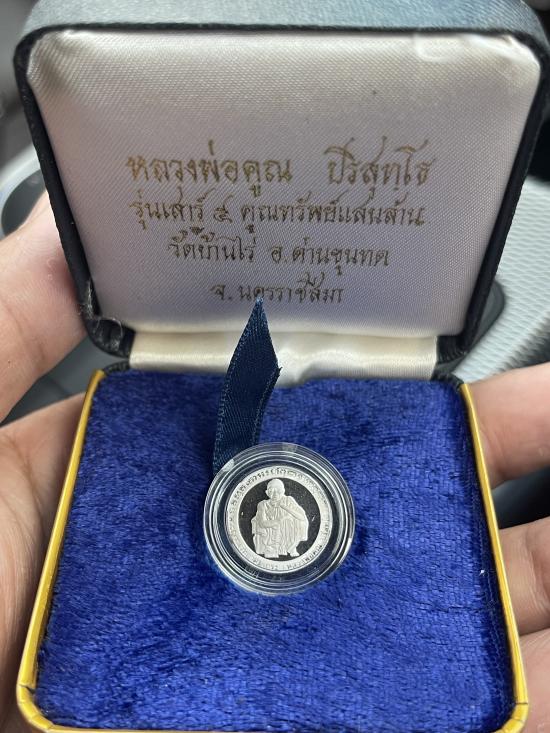 หลวงพ่อคูณ ปริสุทฺโธ
รุ่นเสาร์ ๕ คูณทรัพย์แสนล้าน
วัดบ้านไร่ อ.ด่านขุนทด
จ.นครราชสีมา